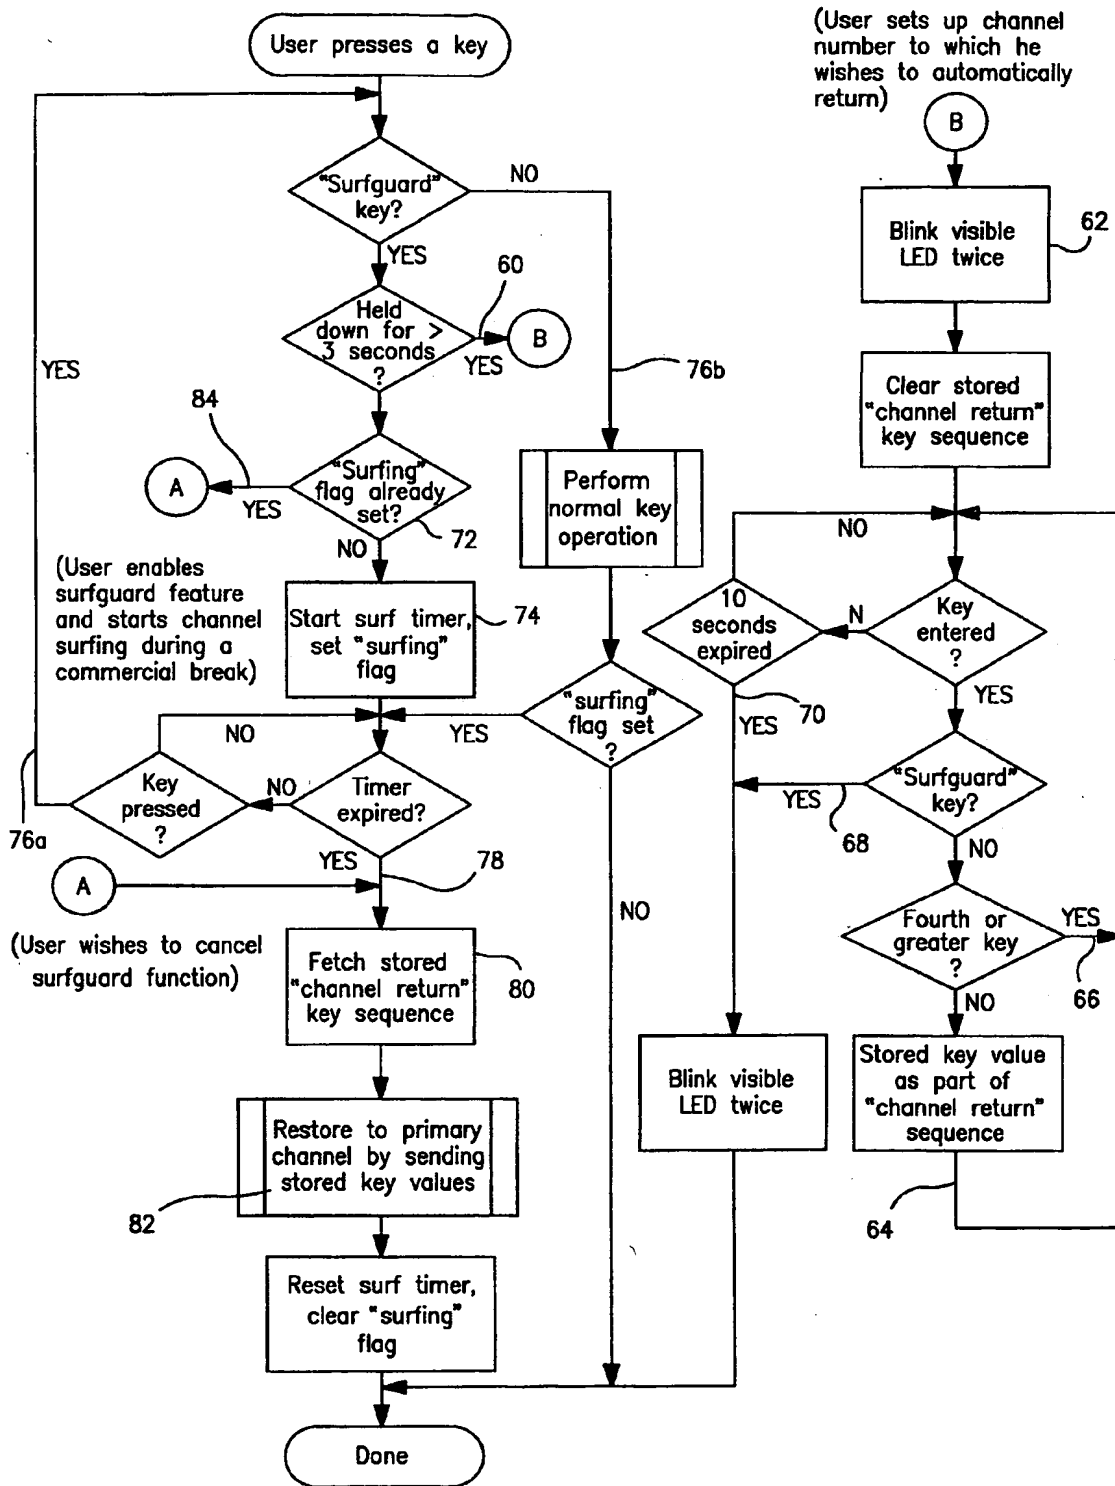 User presses a key
"Surfguard"
key?
NO
YES
Held
down for >
3 seconds
?
60
YES
B
76b
YES
84
A
YES
"Surfing"
flag already
set?
72
NO
Perform
normal key
operation
(User enables
surfguard feature
and starts channel
surfing during a
commercial break)
Start surf timer,
set "surfing"
flag
74
"surfing"
flag set
?
YES
NO
Key
pressed
?
NO
Timer
expired?
76a
YES
78
A
NO
(User wishes to cancel
surfguard function)
Fetch stored
"channel return"
key sequence
80
Restore to primary
channel by sending
stored key values
82
Reset surf timer,
clear "surfing"
flag
Done
(User sets up channel
number to which he
wishes to automatically
return)
B
Blink visible
LED twice
62
Clear stored
"channel return"
key sequence
NO
10
seconds
expired
N
Key
entered
?
70
YES
YES
"Surfguard"
key?
YES
68
NO
Fourth or
greater key
?
YES
66
NO
Blink visible
LED twice
Stored key value
as part of
"channel return"
sequence
64